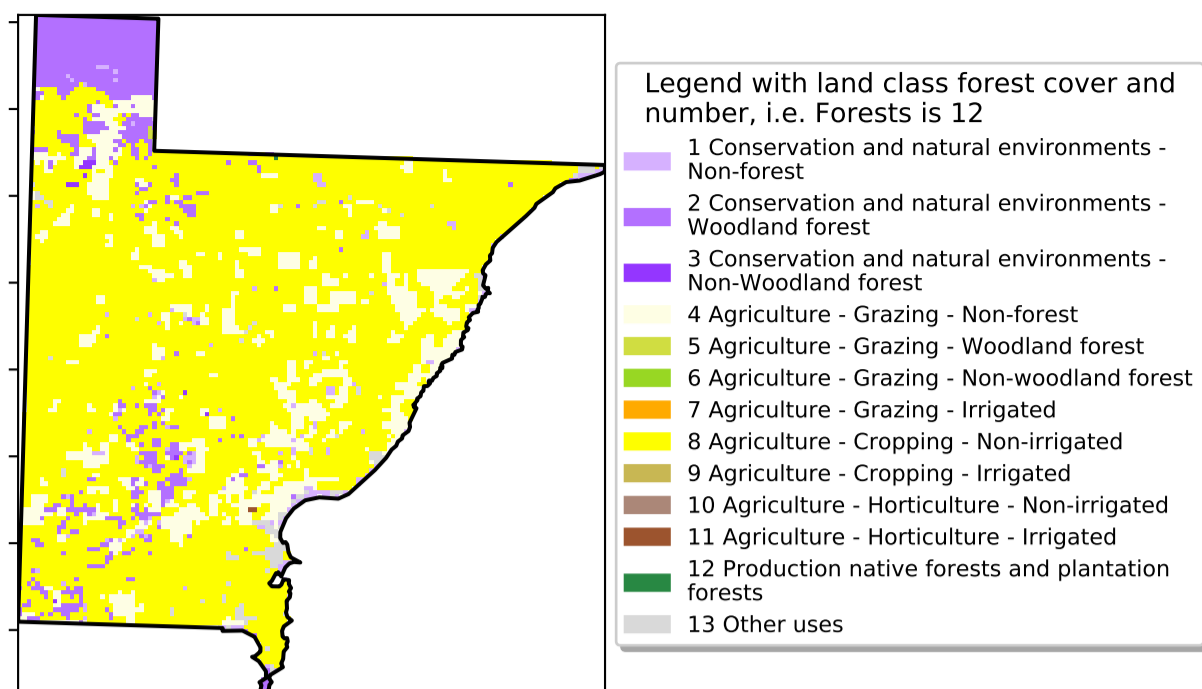 Legend with land class forest cover and
number, i.e. Forests is 12
1 Conservation and natural environments -
Non-forest
2 Conservation and natural environments -
Woodland forest
3 Conservation and natural environments -
Non-Woodland forest
4 Agriculture - Grazing - Non-forest
5 Agriculture - Grazing - Woodland forest
6 Agriculture - Grazing - Non-woodland forest
7 Agriculture - Grazing - Irrigated
8 Agriculture - Cropping - Non-irrigated
9 Agriculture - Cropping - Irrigated
10 Agriculture - Horticulture - Non-irrigated
11 Agriculture - Horticulture - Irrigated
12 Production native forests and plantation
forests
13 Other uses